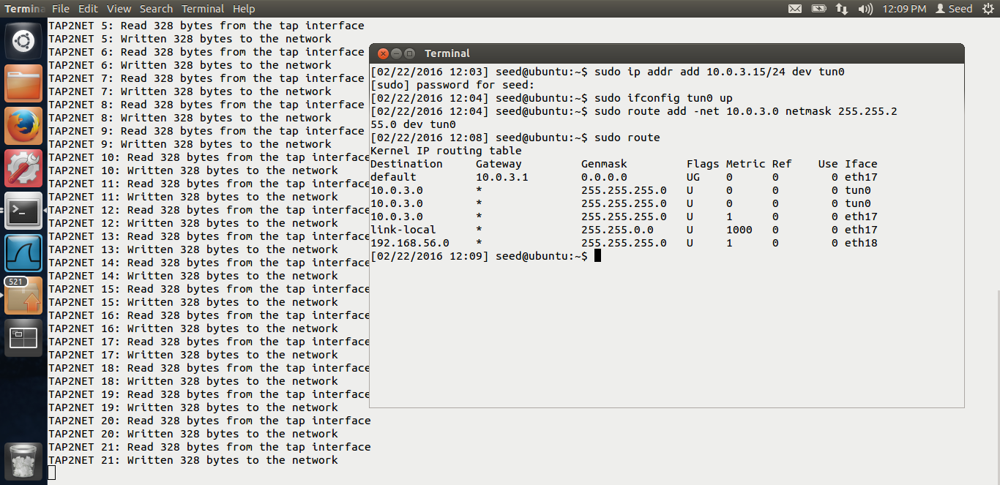 Termina File Edit View Search Terminal Help 12:09 PM Seed
TAP2NET 5: Read 328 bytes from the tap interface
TAP2NET 5: Written 328 bytes to the network
TAP2NET 6: Read 328 bytes from the tap interface
TAP2NET 6: Written 328 bytes to the network
TAP2NET 7: Read 328 bytes from the tap interface
TAP2NET 7: Written 328 bytes to the network
TAP2NET 8: Read 328 bytes from the tap interface
TAP2NET 8: Written 328 bytes to the network
TAP2NET 9: Read 328 bytes from the tap interface
TAP2NET 9: Written 328 bytes to the network
TAP2NET 10: Read 328 bytes from the tap interface
TAP2NET 10: Written 328 bytes to the network
TAP2NET 11: Read 328 bytes from the tap interface
TAP2NET 11: Written 328 bytes to the network
TAP2NET 12: Read 328 bytes from the tap interface
TAP2NET 12: Written 328 bytes to the network
TAP2NET 13: Read 328 bytes from the tap interface
TAP2NET 13: Written 328 bytes to the network
TAP2NET 14: Read 328 bytes from the tap interface
TAP2NET 14: Written 328 bytes to the network
TAP2NET 15: Read 328 bytes from the tap interface
TAP2NET 15: Written 328 bytes to the network
TAP2NET 16: Read 328 bytes from the tap interface
TAP2NET 16: Written 328 bytes to the network
TAP2NET 17: Read 328 bytes from the tap interface
TAP2NET 17: Written 328 bytes to the network
TAP2NET 18: Read 328 bytes from the tap interface
TAP2NET 18: Written 328 bytes to the network
TAP2NET 19: Read 328 bytes from the tap interface
TAP2NET 19: Written 328 bytes to the network
TAP2NET 20: Read 328 bytes from the tap interface
TAP2NET 20: Written 328 bytes to the network
TAP2NET 21: Read 328 bytes from the tap interface
TAP2NET 21: Written 328 bytes to the network
521
Terminal
[02/22/2016 12:03] seed@ubuntu:~$ sudo ip addr add 10.0.3.15/24 dev tun0
[sudo] password for seed:
[02/22/2016 12:04] seed@ubuntu:~$ sudo ifconfig tun0 up
[02/22/2016 12:04] seed@ubuntu:~$ sudo route add -net 10.0.3.0 netmask 255.255.2
55.0 dev tun0
[02/22/2016 12:08] seed@ubuntu:~$ sudo route
Kernel IP routing table
Destination Gateway Genmask Flags Metric Ref Use Iface
default 10.0.3.1 0.0.0.0 UG 0 0 0 eth17
10.0.3.0 * 255.255.255.0 U 0 0 0 tun0
10.0.3.0 * 255.255.255.0 U 0 0 0 tun0
10.0.3.0 * 255.255.255.0 U 1 0 0 eth17
link-local * 255.255.0.0 U 1000 0 0 eth17
192.168.56.0 * 255.255.255.0 U 1 0 0 eth18
[02/22/2016 12:09] seed@ubuntu:~$